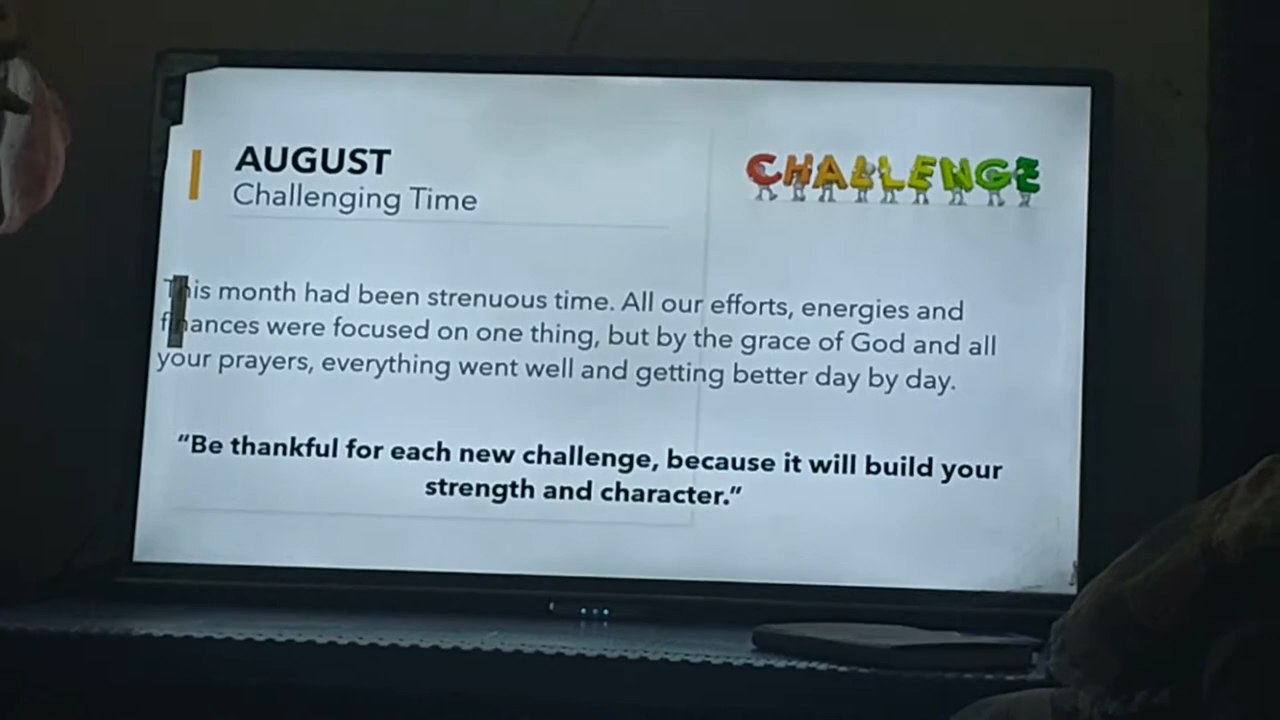 AUGUST
Challenging Time
CHALLENGE
This month had been strenuous time. All our efforts, energies and
finances were focused on one thing, but by the grace of God and all
your prayers, everything went well and getting better day by day.
“Be thankful for each new challenge, because it will build your
strength and character.”